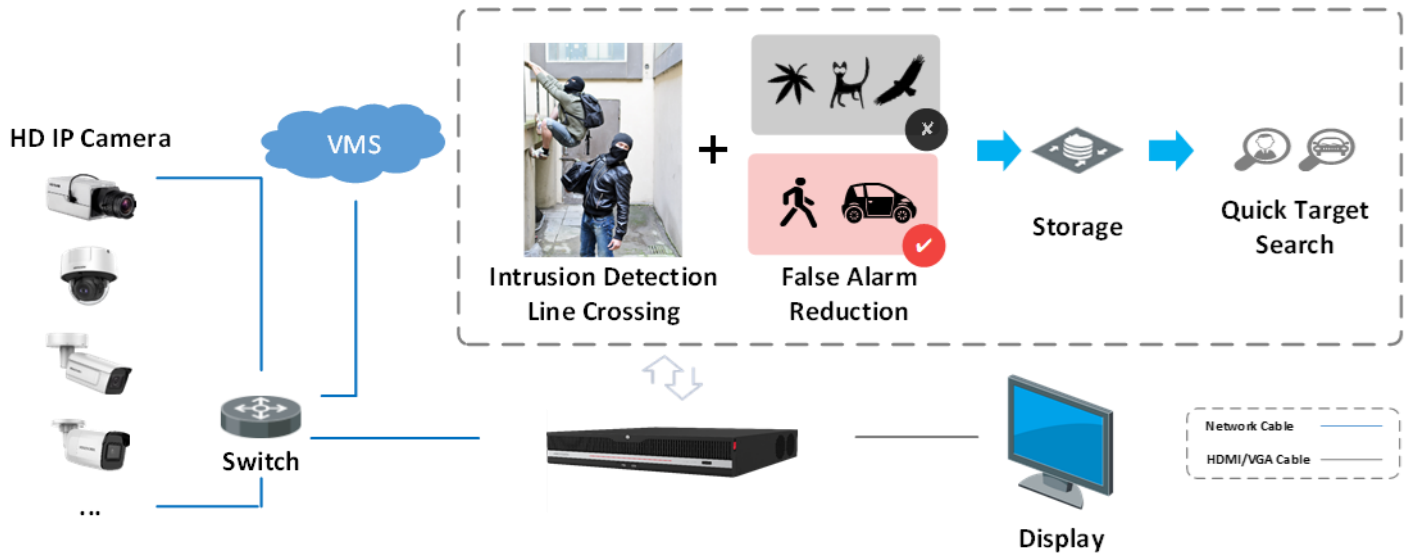 HD IP Camera
VMS
Intrusion Detection
Line Crossing
+
False Alarm
Reduction
Storage
Quick Target
Search
Switch
...
Display
Network Cable
HDMI/VGA Cable